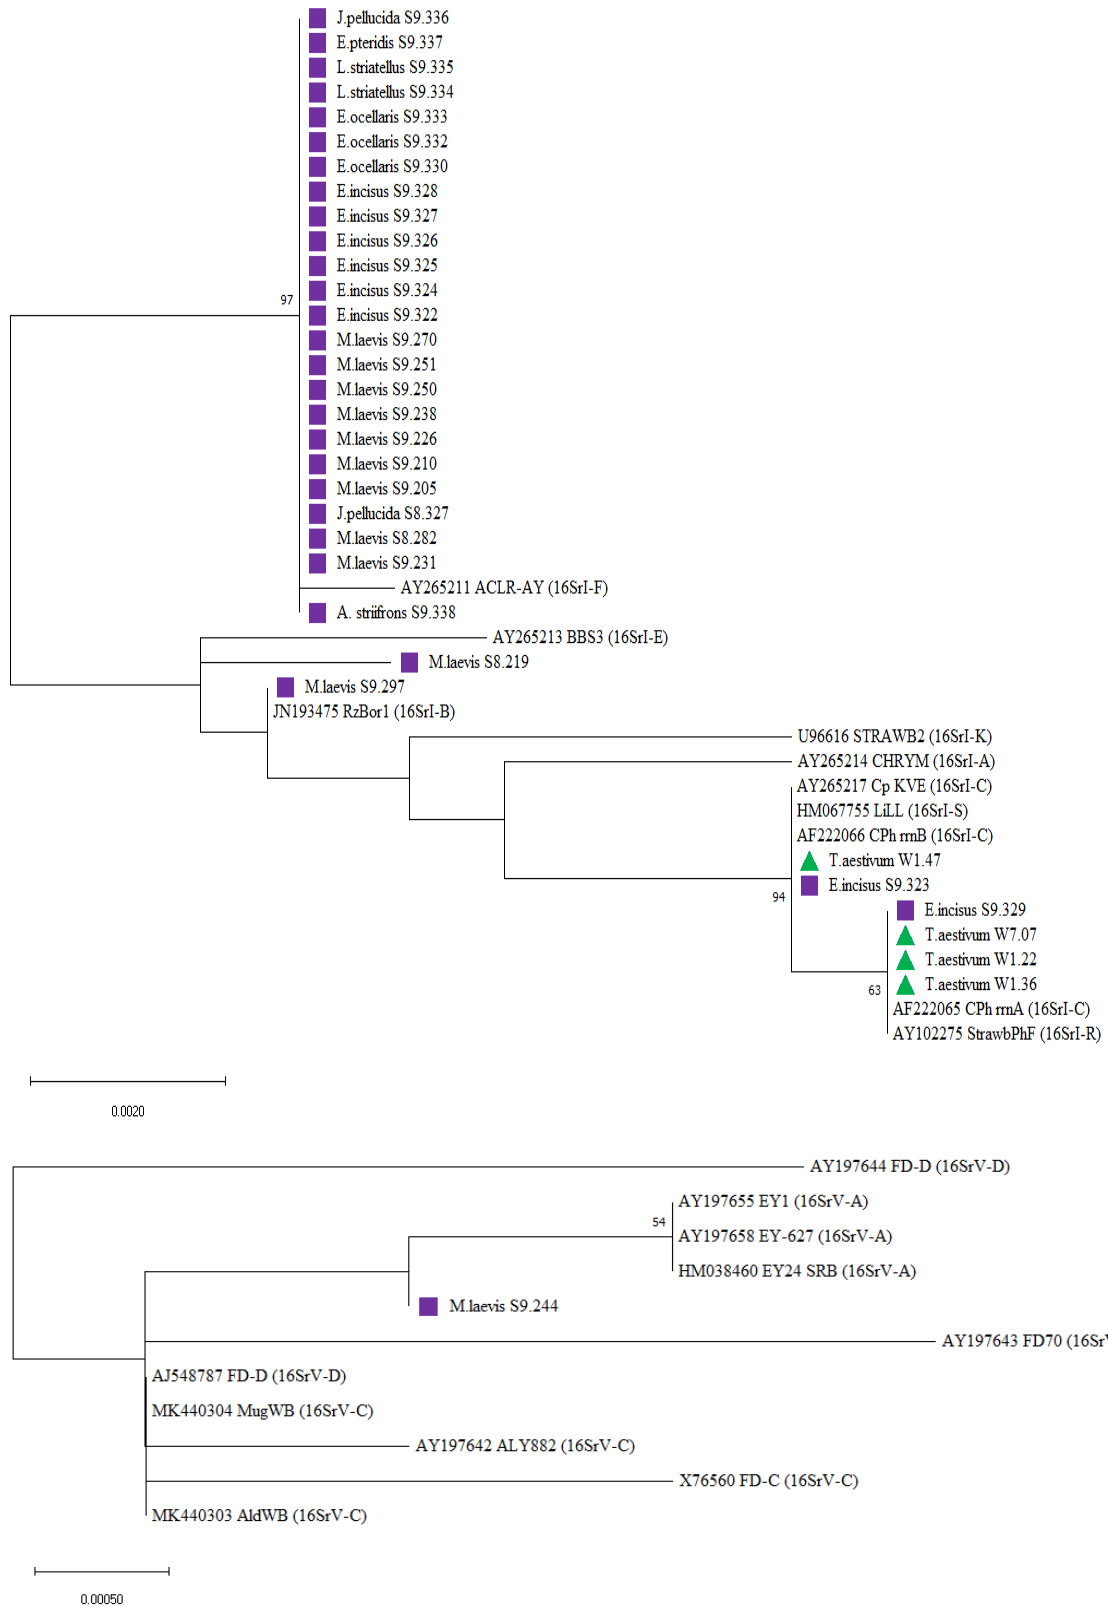 J.pellucida S9.336
E.pteridis S9.337
L.striatellus S9.335
L.striatellus S9.334
E.ocellaris S9.333
E.ocellaris S9.332
E.ocellaris S9.330
E.incisus S9.328
E.incisus S9.327
E.incisus S9.326
E.incisus S9.325
E.incisus S9.324
97
E.incisus S9.322
M.laevis S9.270
M.laevis S9.251
M.laevis S9.250
M.laevis S9.238
M.laevis S9.226
M.laevis S9.210
M.laevis S9.205
J.pellucida S8.327
M.laevis S8.282
M.laevis S9.231
AY265211 ACLR-AY (16SrI-F)
A. striifrons S9.338
AY265213 BBS3 (16SrI-E)
M.laevis S8.219
M.laevis S9.297
JN193475 RzBor1 (16SrI-B)
U96616 STRAWB2 (16SrI-K)
AY265214 CHRYM (16SrI-A)
AY265217 Cp KVE (16SrI-C)
HM067755 LiLL (16SrI-S)
AF222066 CPh rrnB (16SrI-C)
T.aestivum W1.47
E.incisus S9.323
94
E.incisus S9.329
T.aestivum W7.07
T.aestivum W1.22
T.aestivum W1.36
63
AF222065 CPh rrnA (16SrI-C)
AY102275 StrawbPhF (16SrI-R)
0.0020
AY197644 FD-D (16SrV-D)
AY197655 EY1 (16SrV-A)
54
AY197658 EY-627 (16SrV-A)
HM038460 EY24 SRB (16SrV-A)
M.laevis S9.244
AY197643 FD70 (16SrV
AJ548787 FD-D (16SrV-D)
MK440304 MugWB (16SrV-C)
AY197642 ALY882 (16SrV-C)
X76560 FD-C (16SrV-C)
MK440303 AldWB (16SrV-C)
0.00050